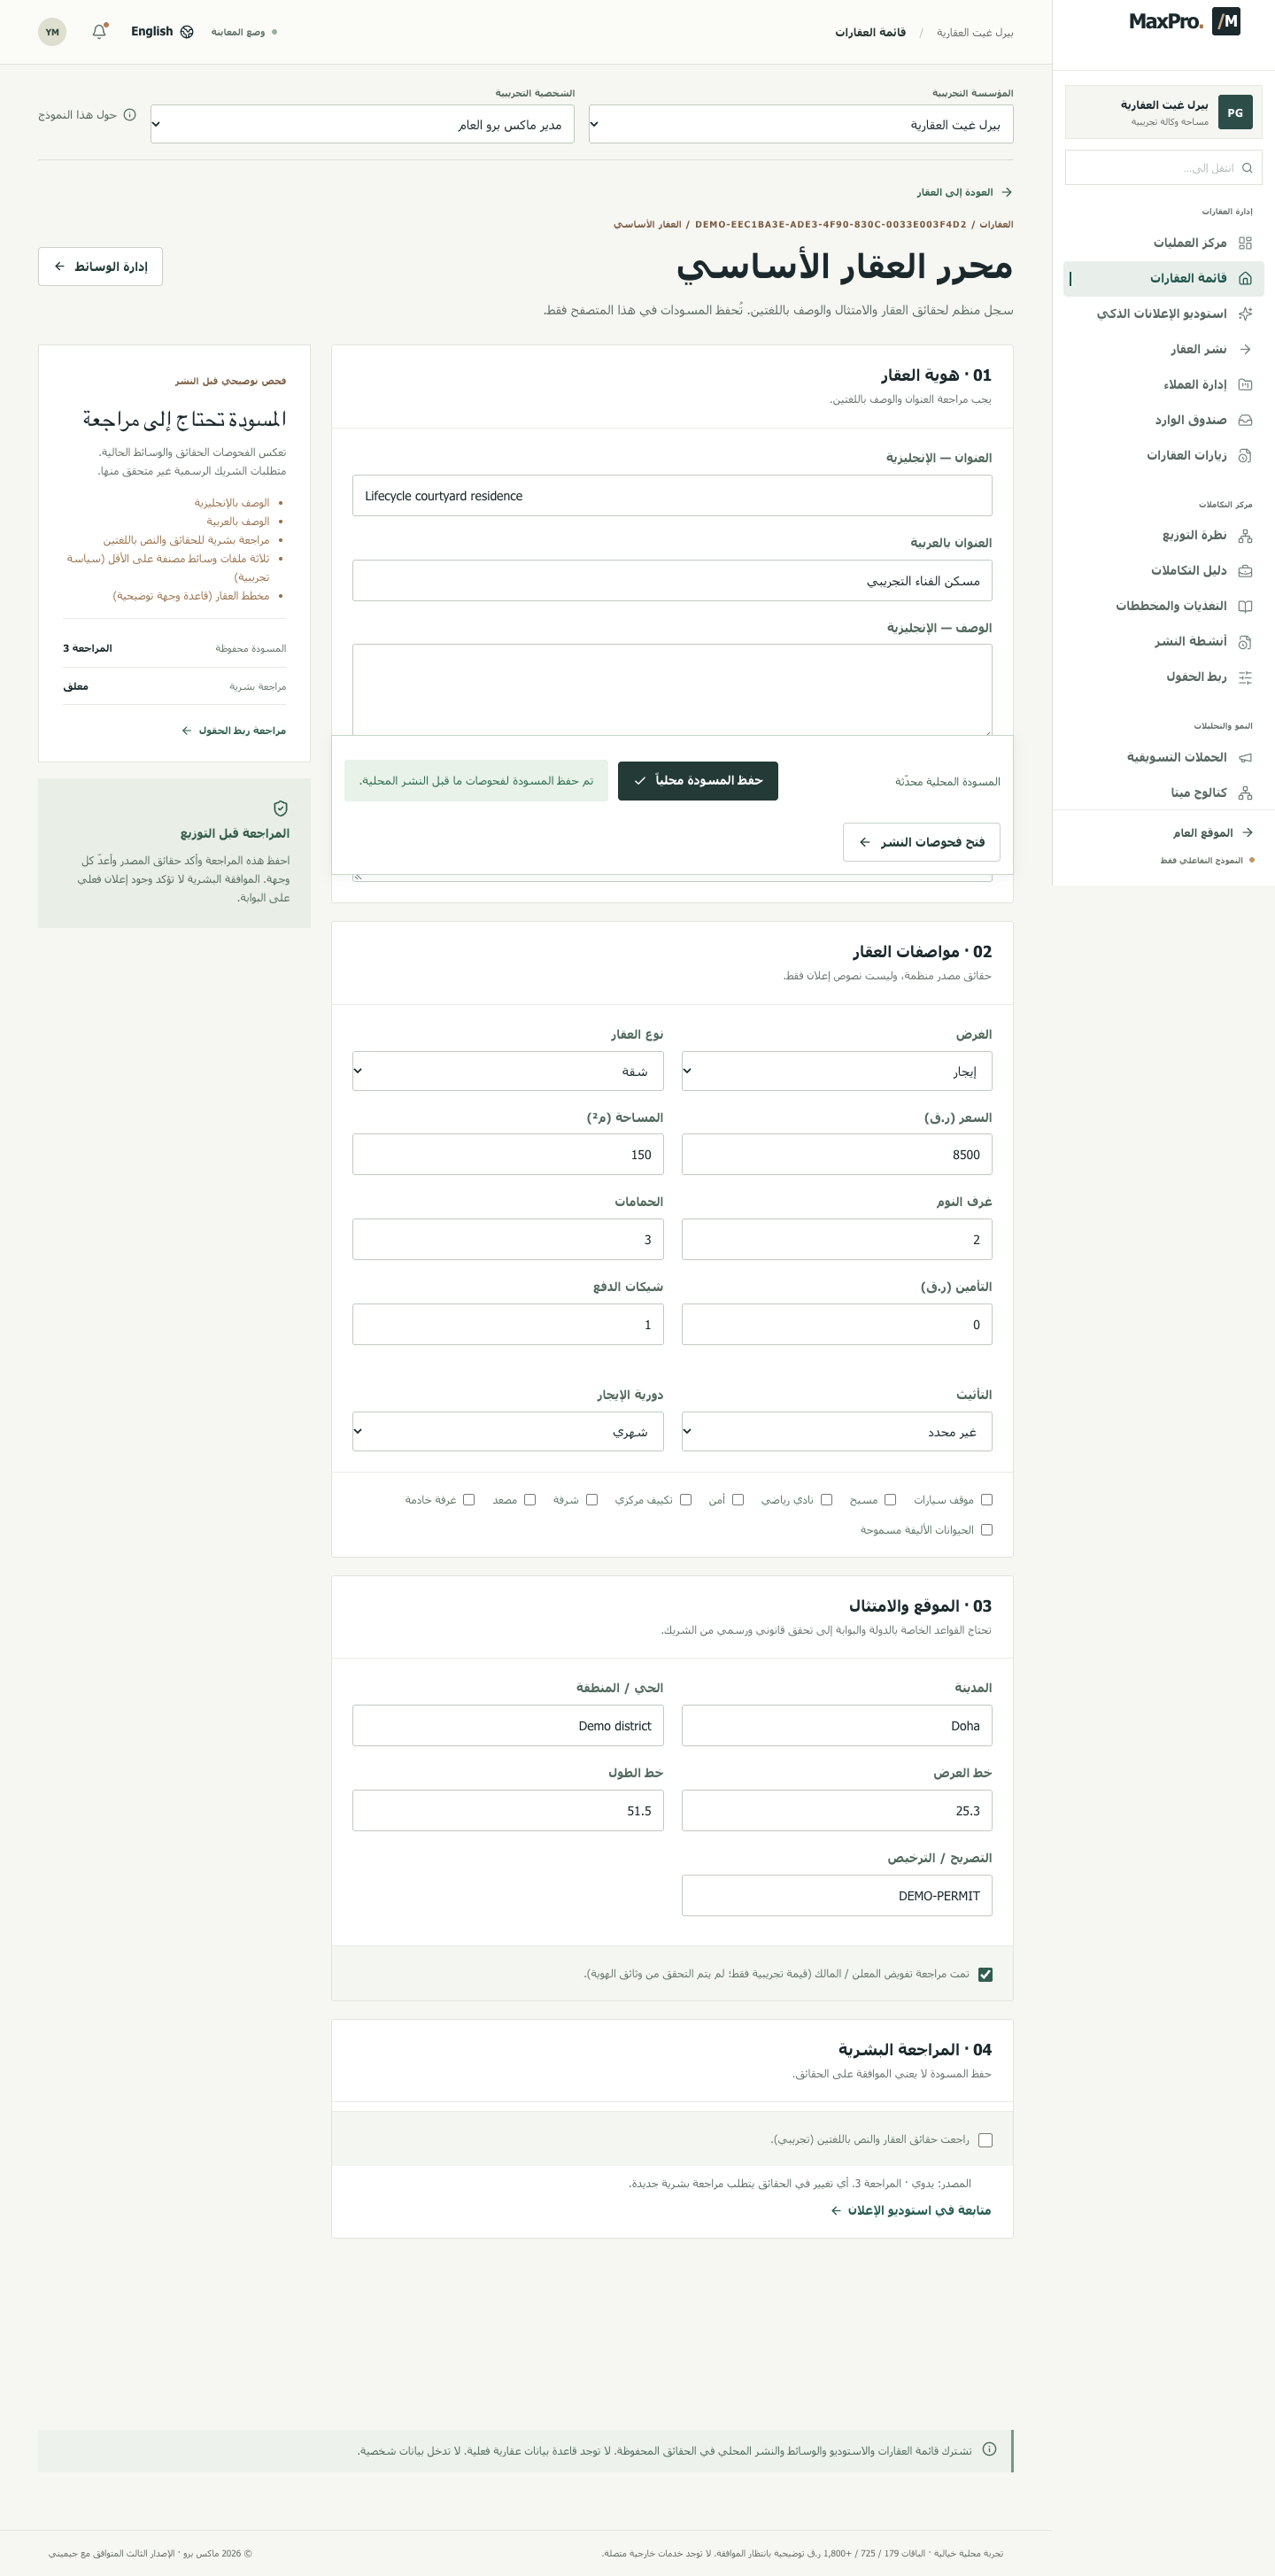 MaxPro. /M
PG
بيرل غيت العقارية
مساحة وكالة تجريبية
انتقل إلى...
إدارة العقارات
مركز العمليات
قائمة العقارات
استوديو الإعلانات الذكي
نشر العقار
إدارة العملاء
صندوق الوارد
زيارات العقارات
مركز التكاملات
نظرة التوزيع
دليل التكاملات
التغذيات والمخططات
أنشطة النشر
ربط الحقول
النمو والتحليلات
الحملات التسويقية
كتالوج ميتا
الموقع العام
النموذج التفاعلي فقط
بيرل غيت العقارية / قائمة العقارات
وضع المعاينة
English
YM
المؤسسة التجريبية
بيرل غيت العقارية
الشخصية التجريبية
مدير ماكس برو العام
حول هذا النموذج
العودة إلى العقار
العقارات / DEMO-EEC1BA3E-ADE3-4F90-830C-0033E003F4D2 / العقار الأساسي
محرر العقار الأساسي
سجل منظم لحقائق العقار والامتثال والوصف باللغتين. تُحفظ المسودات في هذا المتصفح فقط.
إدارة الوسائط
01 · هوية العقار
يجب مراجعة العنوان والوصف باللغتين.
العنوان — الإنجليزية
Lifecycle courtyard residence
العنوان بالعربية
مسكن الفناء التجريبي
الوصف — الإنجليزية
المسودة المحلية محدّثة
حفظ المسودة محلياً
تم حفظ المسودة لفحوصات ما قبل النشر المحلية.
فتح فحوصات النشر
02 · مواصفات العقار
حقائق مصدر منظمة، وليست نصوص إعلان فقط.
الغرض
إيجار
نوع العقار
شقة
السعر (ر.ق)
8500
المساحة (م²)
150
غرف النوم
2
الحمامات
3
التأمين (ر.ق)
0
شيكات الدفع
1
التأثيث
غير محدد
دورية الإيجار
شهري
موقف سيارات
مسبح
نادي رياضي
أمن
تكييف مركزي
شرفة
مصعد
غرفة خادمة
الحيوانات الأليفة مسموحة
03 · الموقع والامتثال
تحتاج القواعد الخاصة بالدولة والبوابة إلى تحقق قانوني ورسمي من الشريك.
المدينة
Doha
الحي / المنطقة
Demo district
خط العرض
25.3
خط الطول
51.5
التصريح / الترخيص
DEMO-PERMIT
تمت مراجعة تفويض المعلن / المالك (قيمة تجريبية فقط؛ لم يتم التحقق من وثائق الهوية).
04 · المراجعة البشرية
حفظ المسودة لا يعني الموافقة على الحقائق.
راجعت حقائق العقار والنص باللغتين (تجريبي).
المصدر: يدوي · المراجعة 3. أي تغيير في الحقائق يتطلب مراجعة بشرية جديدة.
متابعة في استوديو الإعلان
فحص توضيحي قبل النشر
المسودة تحتاج إلى مراجعة
تعكس الفحوصات الحقائق والوسائط الحالية.
متطلبات الشريك الرسمية غير متحقق منها.
الوصف بالإنجليزية
الوصف بالعربية
مراجعة بشرية للحقائق والنص باللغتين
ثلاثة ملفات وسائط مصنفة على الأقل (سياسة
تجريبية)
مخطط العقار (قاعدة وجهة توضيحية)
المسودة محفوظة
المراجعة 3
مراجعة بشرية
معلق
مراجعة ربط الحقول
المراجعة قبل التوزيع
احفظ هذه المراجعة وأكد حقائق المصدر وأعدّ كل
وجهة. الموافقة البشرية لا تؤكد وجود إعلان فعلي
على البوابة.
تشترك قائمة العقارات والاستوديو والوسائط والنشر المحلي في الحقائق المحفوظة. لا توجد قاعدة بيانات عقارية فعلية. لا تدخل بيانات شخصية.
تجربة محلية خيالية · الباقات 179 / 725 / +1,800 ر.ق توضيحية بانتظار الموافقة. لا توجد خدمات خارجية متصلة.
© 2026 ماكس برو · الإصدار الثالث المتوافق مع جيميني